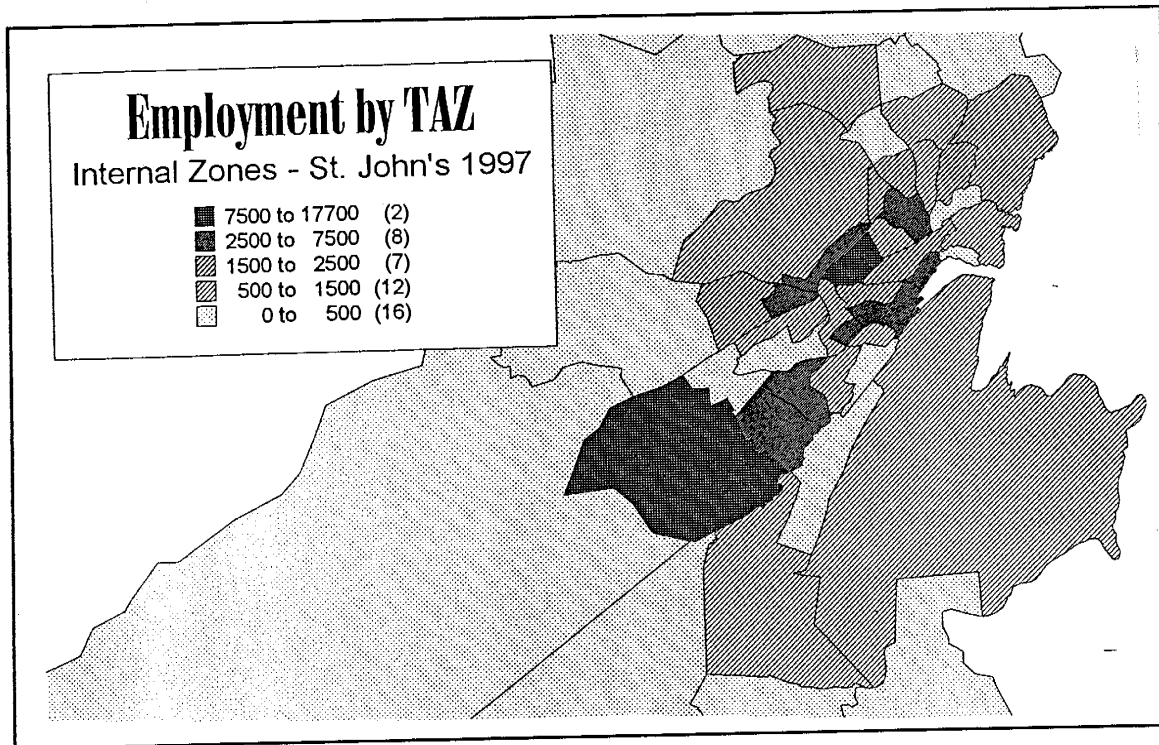 Employment by TAZ
Internal Zones - St. John's 1997
7500 to 17700 (2)
2500 to 7500 (8)
1500 to 2500 (7)
500 to 1500 (12)
0 to 500 (16)